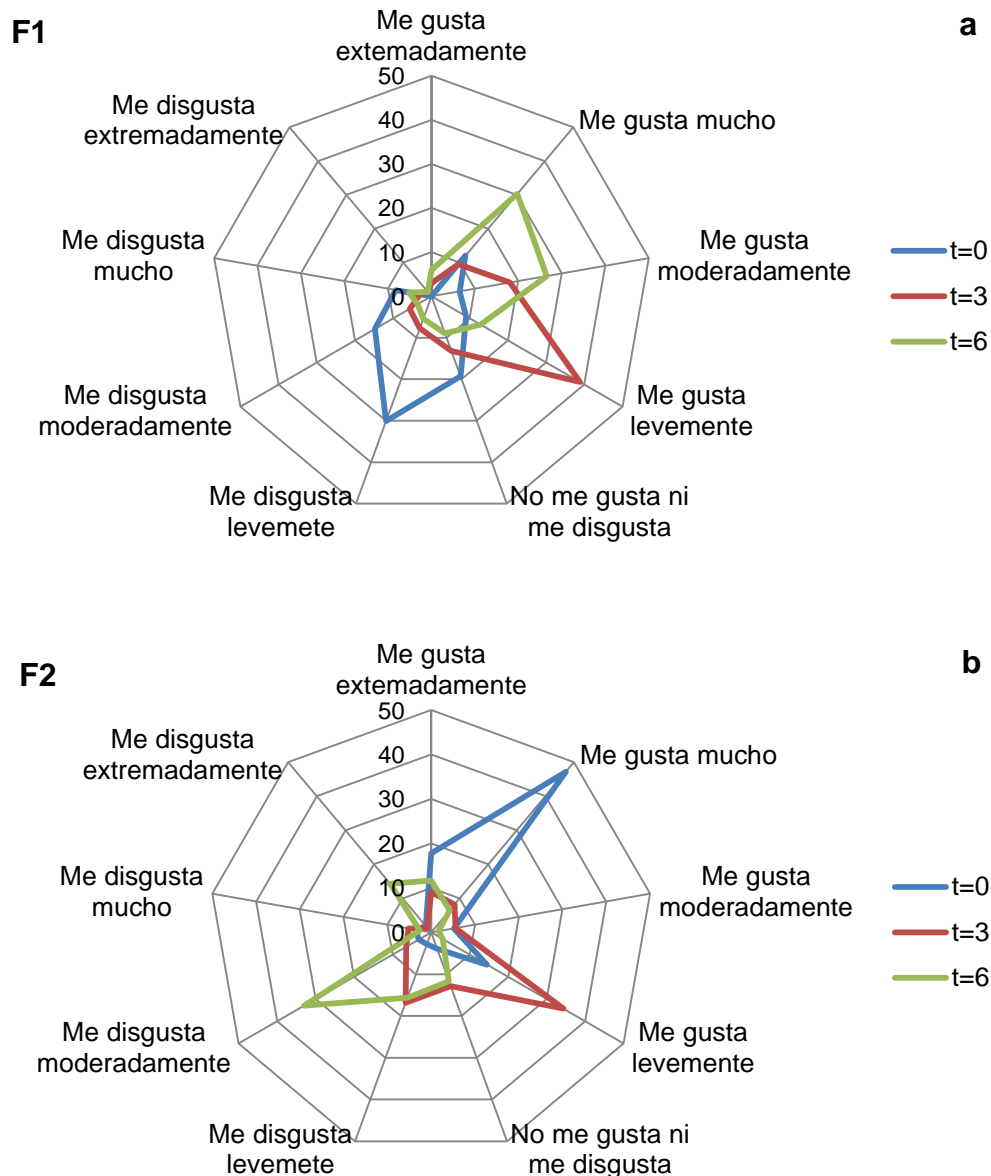 F1
a
Me gusta
extemadamente
50
40
30
20
10
0
Me gusta mucho
Me gusta
moderadamente
Me gusta
levemente
No me gusta ni
me disgusta
Me disgusta
levemete
Me disgusta
moderadamente
Me disgusta
mucho
Me disgusta
extremadamente
t=0
t=3
t=6
F2
b
Me gusta
extemadamente
50
40
30
20
10
0
Me gusta mucho
Me gusta
moderadamente
Me gusta
levemente
No me gusta ni
me disgusta
Me disgusta
levemete
Me disgusta
moderadamente
Me disgusta
mucho
Me disgusta
extremadamente
t=0
t=3
t=6